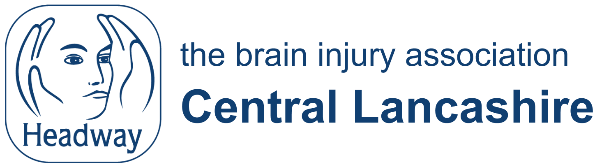 the brain injury association
Central Lancashire
Headway